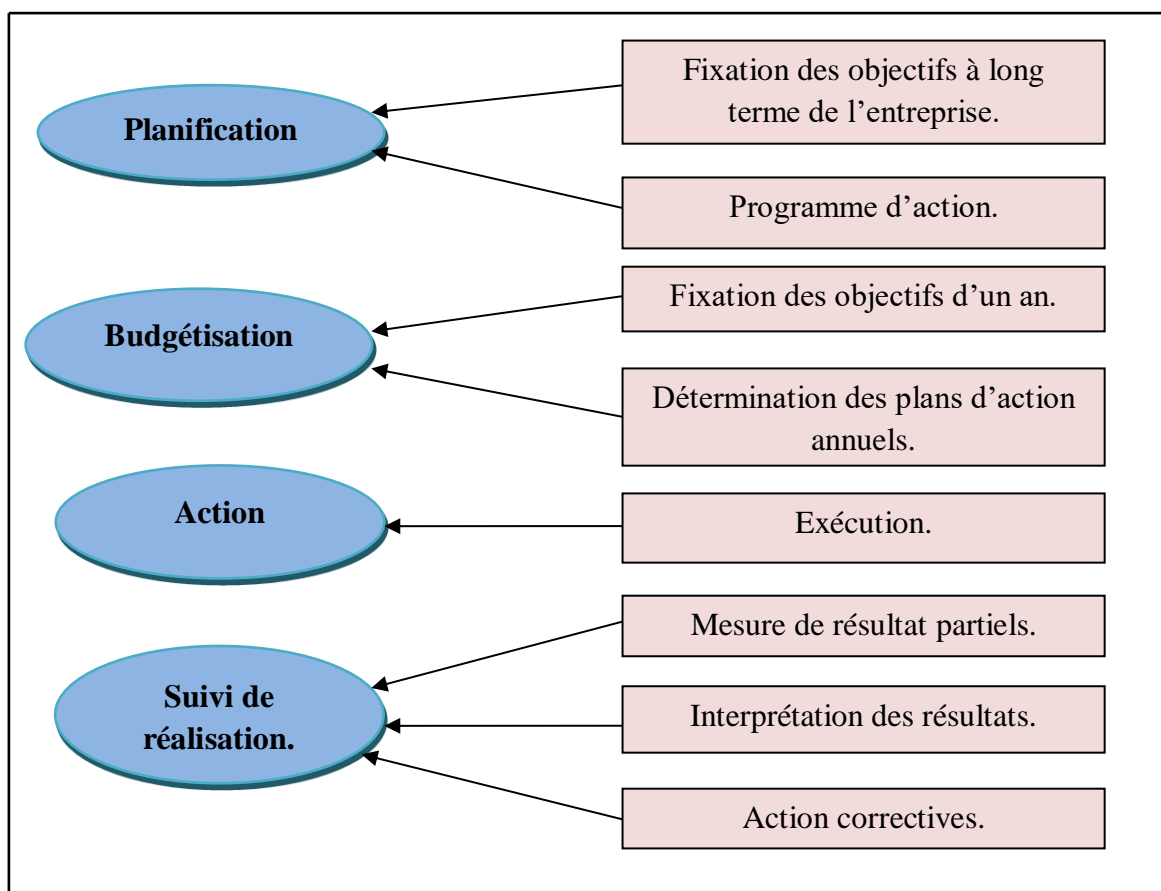 Planification
Fixation des objectifs à long
terme de l’entreprise.
Programme d’action.
Budgétisation
Fixation des objectifs d’un an.
Détermination des plans d’action
annuels.
Action
Exécution.
Suivi de
réalisation.
Mesure de résultat partiels.
Interprétation des résultats.
Action correctives.